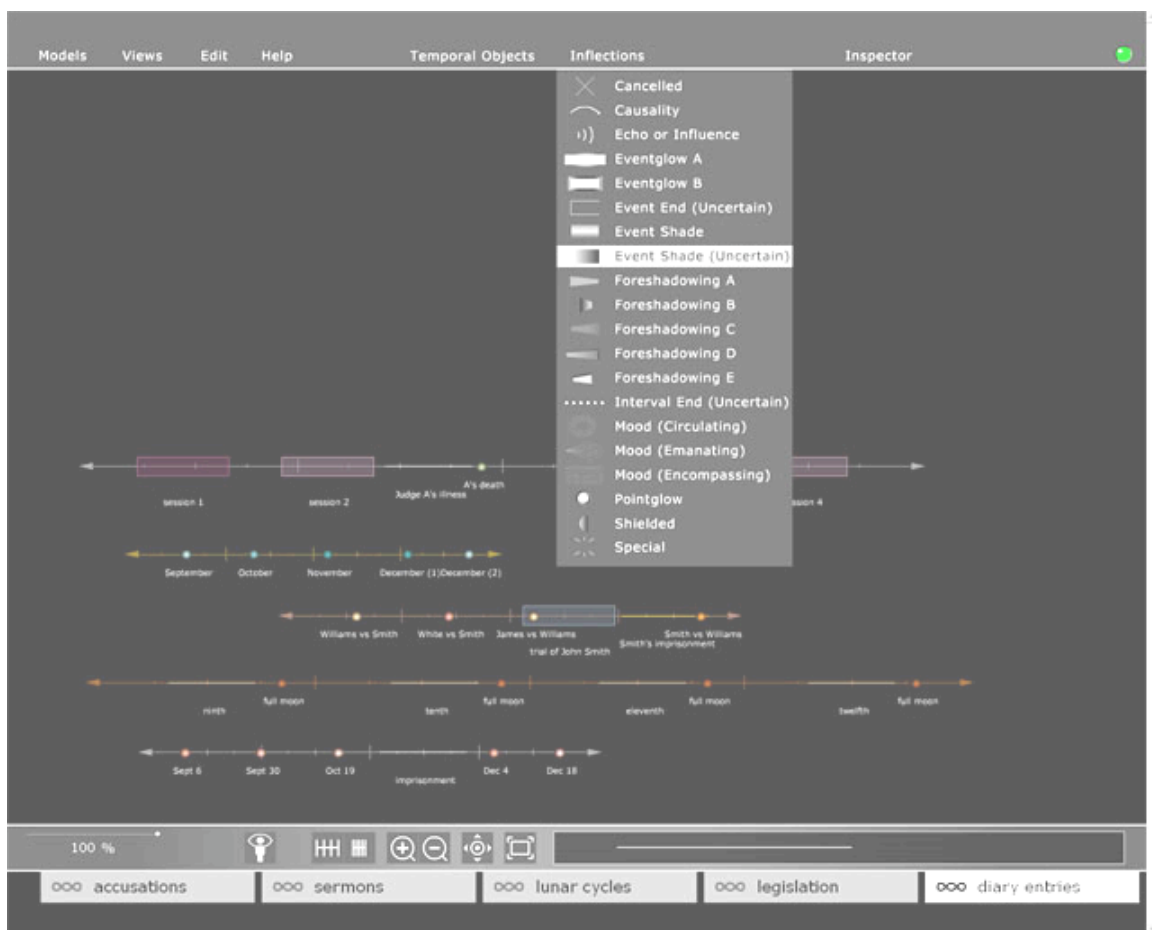 Models Views Edit Help Temporal Objects Inflections Inspector
Cancelled
Causality
Echo or Influence
Eventglow A
Eventglow B
Event End (Uncertain)
Event Shade
Event Shade (Uncertain)
Foreshadowing A
Foreshadowing B
Foreshadowing C
Foreshadowing D
Foreshadowing E
Interval End (Uncertain)
Mood (Circulating)
Mood (Emanating)
Mood (Encompassing)
Pointglow
Shielded
Special
A's death
Judge A's illness
session 1 session 2 ssion 4
September October November December (1) December (2)
Williams vs Smith White vs Smith James vs Williams Smith vs Williams
Smith's imprisonment
trial of John Smith
full moon full moon full moon full moon
ninth tenth eleventh twelfth
Sept 6 Sept 30 Oct 19 Dec 4 Dec 18
imprisonment
100 %
accusations sermons lunar cycles legislation diary entries